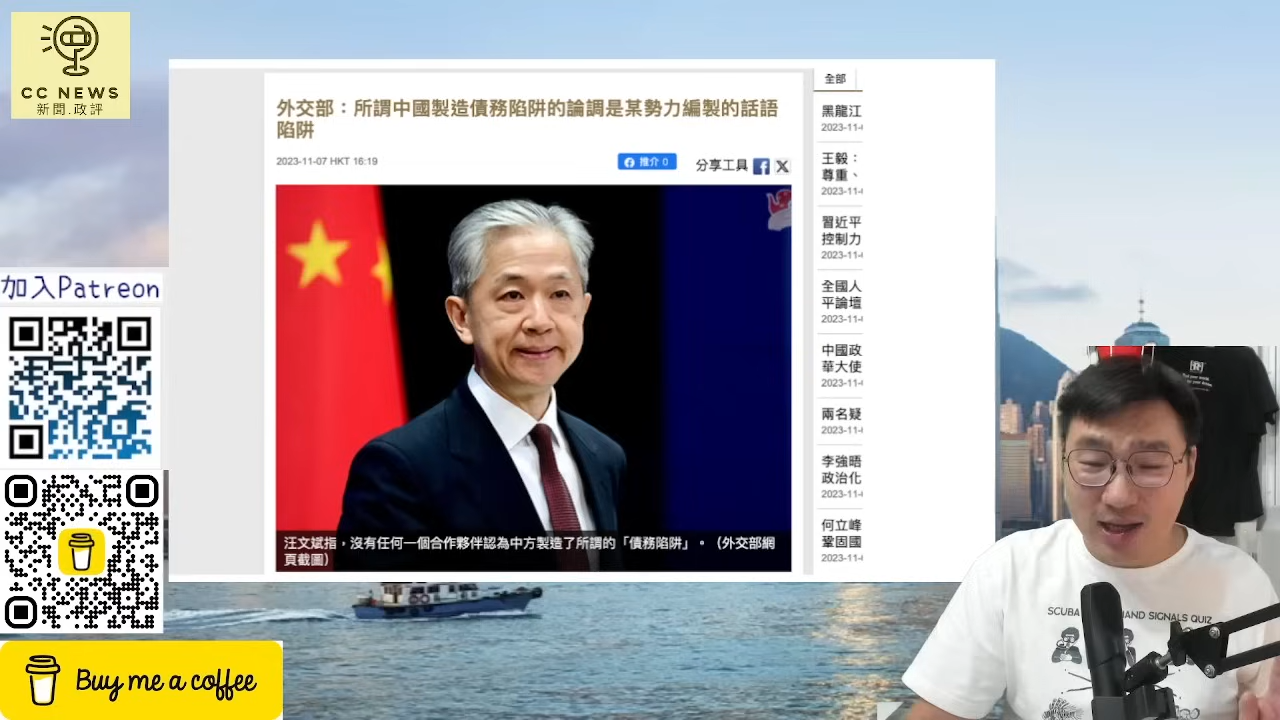 CC NEWS
新聞.政評
加入Patreon
Buy me a coffee
外交部：所謂中國製造債務陷阱的論調是某勢力編製的話語
陷阱
2023-11-07 HKT 16:19
推介 0
分享工具
汪文斌指，沒有任何一個合作夥伴認為中方製造了所謂的「債務陷阱」。（外交部網
頁截圖）
全部
黑龍江
2023-11-
王毅：
尊重、
2023-11-
習近平
控制力
2023-11-
全國人
平論壇
2023-11-
中國政
華大使
2023-11-
兩名疑
2023-11-
李強晤
政治化
2023-11-
何立峰
鞏固國
2023-11-
SCUBA
HAND SIGNALS QUIZ